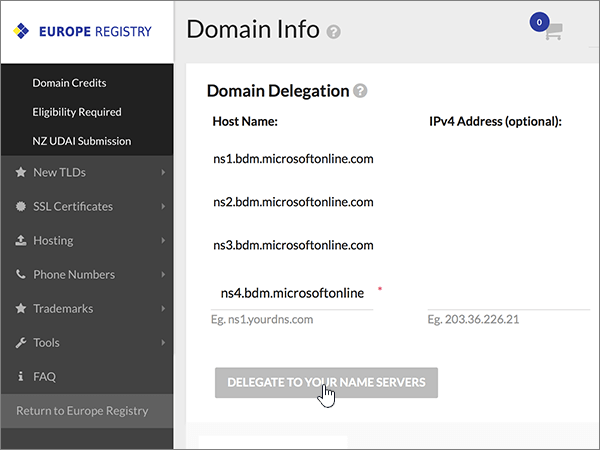 EUROPE REGISTRY
Domain Info ?
0
Domain Credits
Eligibility Required
NZ UDAI Submission
New TLDs
SSL Certificates
Hosting
Phone Numbers
Trademarks
Tools
FAQ
Return to Europe Registry
Domain Delegation ?
Host Name: IPv4 Address (optional):
ns1.bdm.microsoftonline.com
ns2.bdm.microsoftonline.com
ns3.bdm.microsoftonline.com
ns4.bdm.microsoftonline *
Eg. ns1.yourdns.com Eg. 203.36.226.21
DELEGATE TO YOUR NAME SERVERS